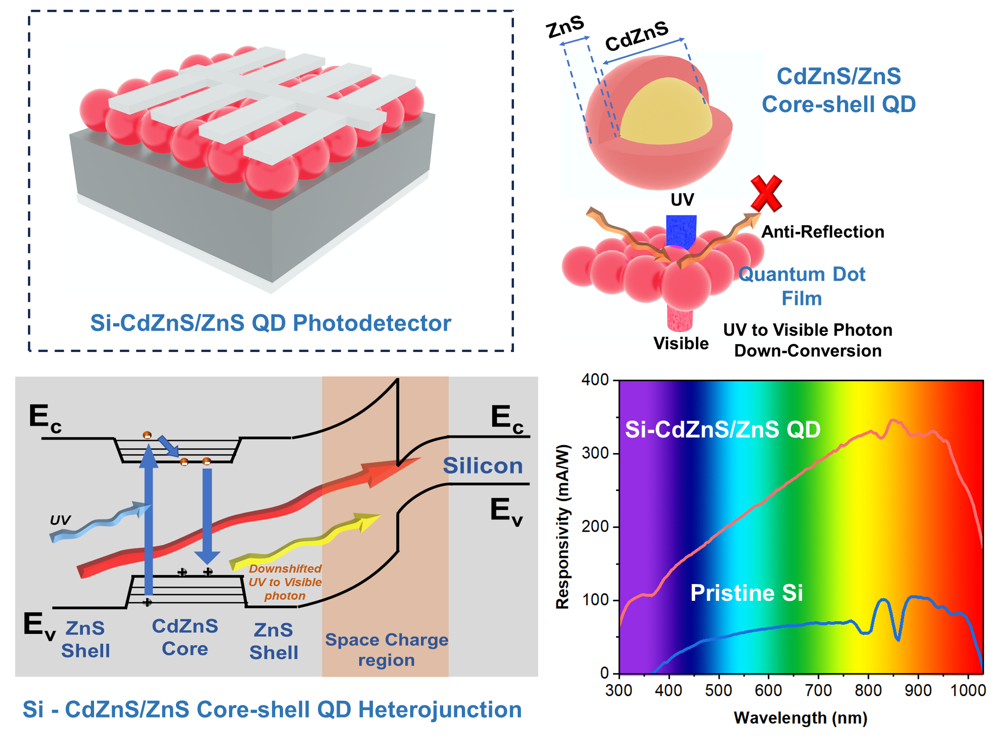 Si-CdZnS/ZnS QD Photodetector
ZnS
CdZnS
CdZnS/ZnS
Core-shell QD
UV
Anti-Reflection
Quantum Dot
Film
Visible
UV to Visible Photon
Down-Conversion
Ec
Ec
Silicon
UV
Ev
Downshifted
UV to Visible
photon
Ev
ZnS
Shell
CdZnS
Core
ZnS
Shell
Space Charge
region
Si - CdZnS/ZnS Core-shell QD Heterojunction
400
300
200
100
0
Responsivity (mA/W)
Si-CdZnS/ZnS QD
Pristine Si
300 400 500 600 700 800 900 1000
Wavelength (nm)